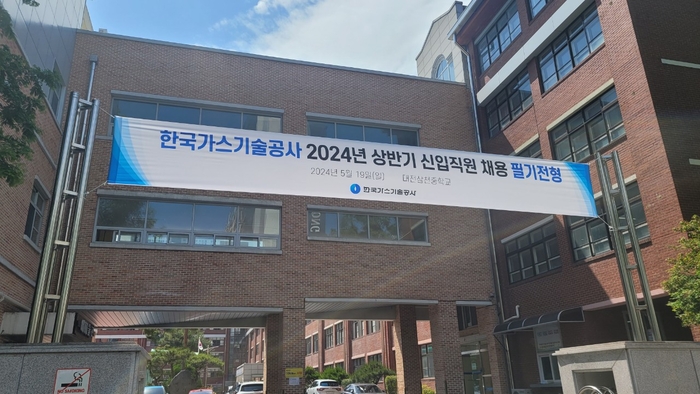 한국가스기술공사 2024년 상반기 신입직원 채용 필기전형
2024년 5월 19일(일) 대전삼천중학교
한국가스기술공사
NO SMOKING